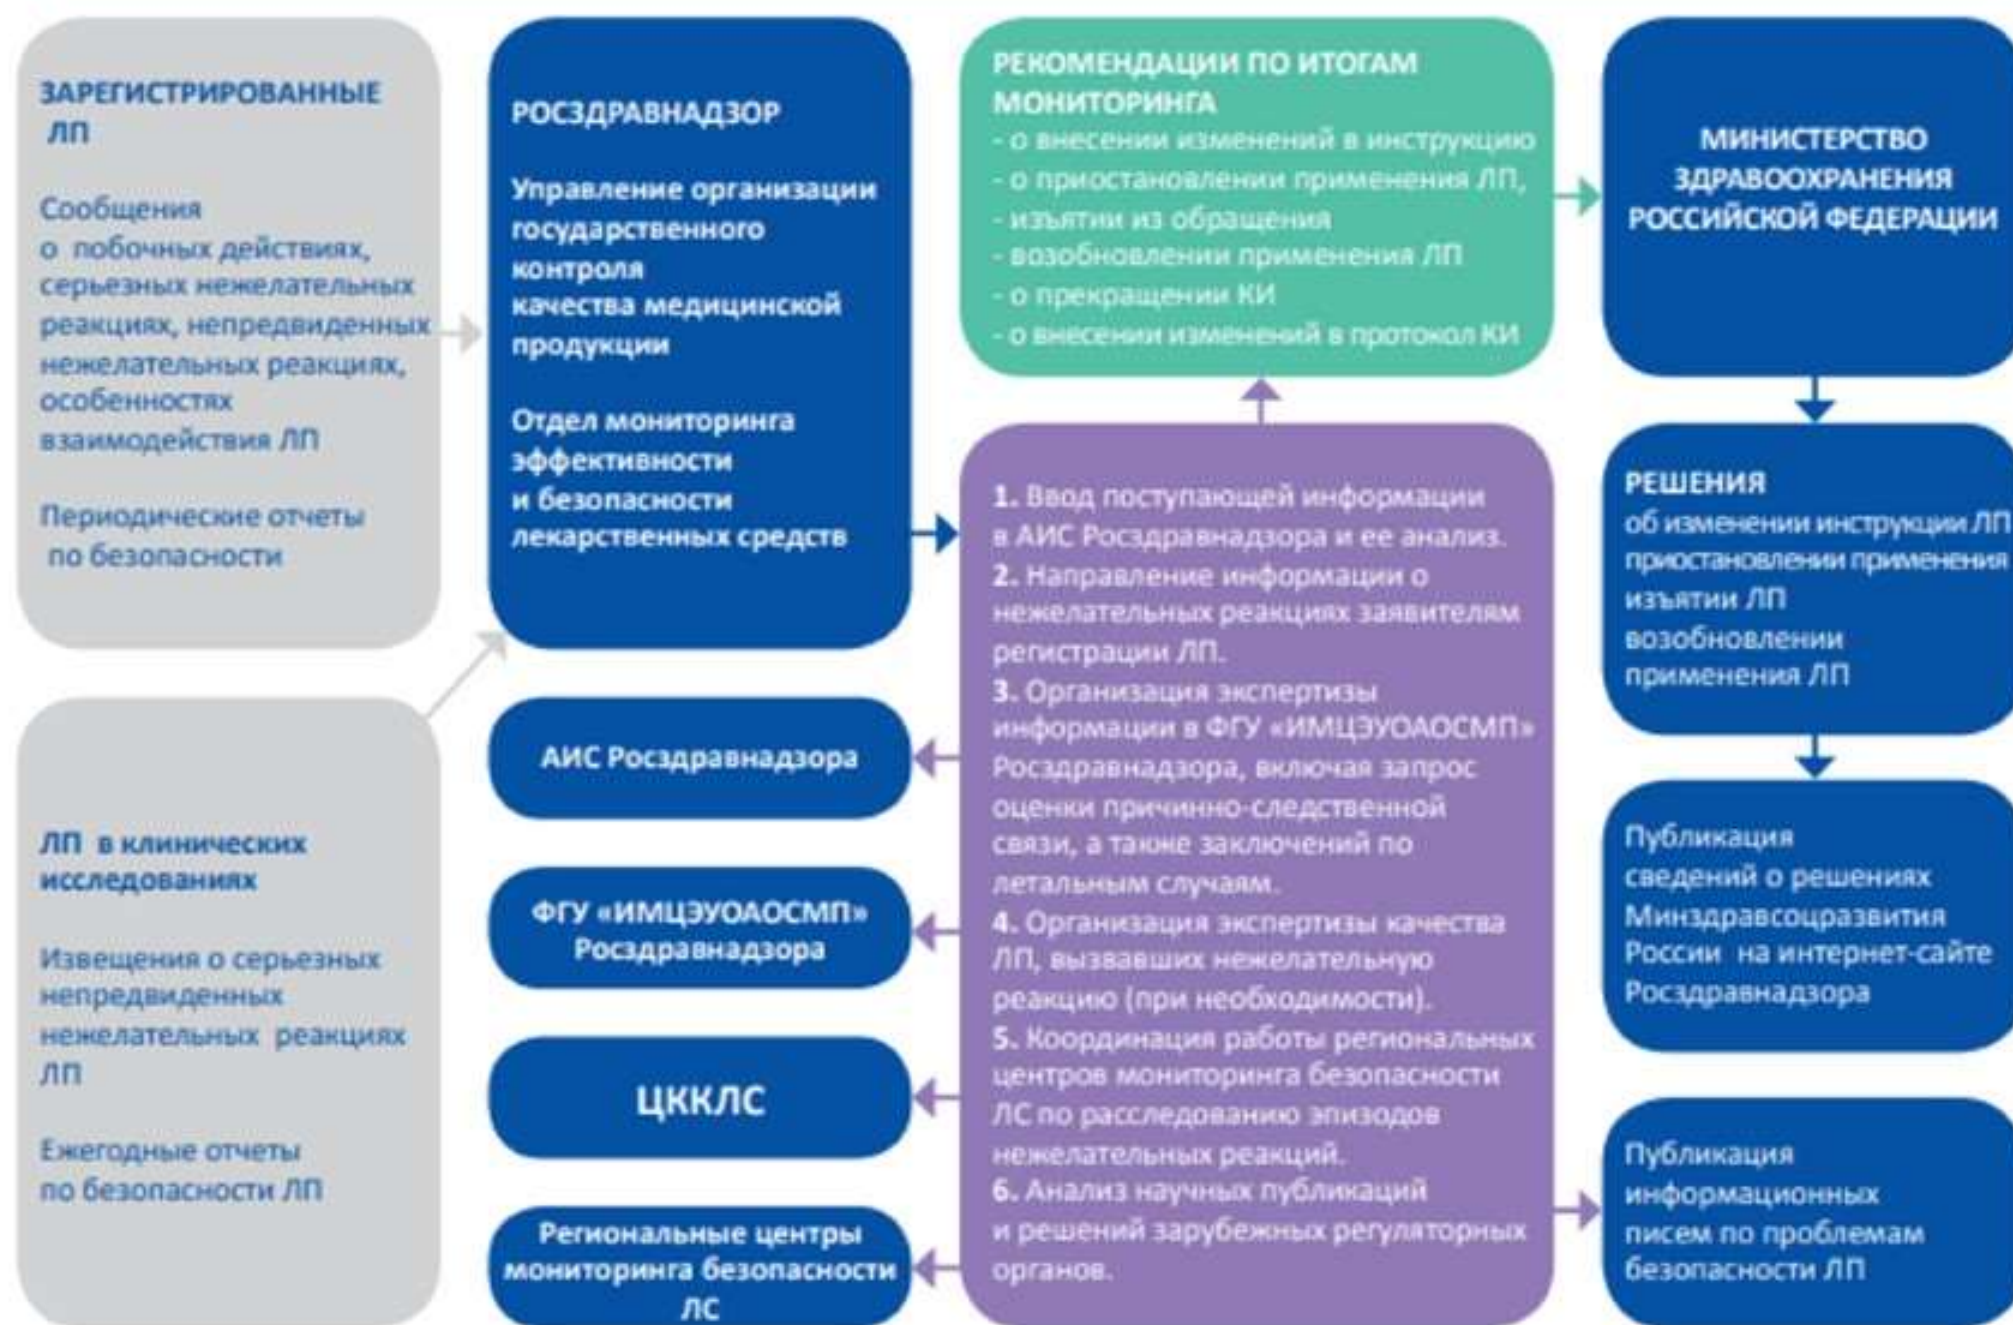 ЗАРЕГИСТРИРОВАННЫЕ
ЛП
Сообщения
о побочных действиях,
серьезных нежелательных
реакциях, непредвиденных
нежелательных реакциях,
особенностях
взаимодействия ЛП
Периодические отчеты
по безопасности
ЛП в клинических
исследованиях
Извещения о серьезных
непредвиденных
нежелательных реакциях
ЛП
Ежегодные отчеты
по безопасности ЛП
РОСЗДРАВНАДЗОР
Управление организации
государственного
контроля
качества медицинской
продукции
Отдел мониторинга
эффективности
и безопасности
лекарственных средств
АИС Росздравнадзора
ФГУ «ИМЦЭУОАОСМП»
Росздравнадзора
ЦККЛС
Региональные центры
мониторинга безопасности
ЛС
РЕКОМЕНДАЦИИ ПО ИТОГАМ
МОНИТОРИНГА
- о внесении изменений в инструкцию
- о приостановлении применения ЛП,
- изъятии из обращения
- возобновлении применения ЛП
- о прекращении КИ
- о внесении изменений в протокол КИ
1. Ввод поступающей информации
в АИС Росздравнадзора и ее анализ.
2. Направление информации о
нежелательных реакциях заявителям
регистрации ЛП.
3. Организация экспертизы
информации в ФГУ «ИМЦЭУОАОСМП»
Росздравнадзора, включая запрос
оценки причинно-следственной
связи, а также заключений по
летальным случаям.
4. Организация экспертизы качества
ЛП, вызвавших нежелательную
реакцию (при необходимости).
5. Координация работы региональных
центров мониторинга безопасности
ЛС по расследованию эпизодов
нежелательных реакций.
6. Анализ научных публикаций
и решений зарубежных регуляторных
органов.
МИНИСТЕРСТВО
ЗДРАВООХРАНЕНИЯ
РОССИЙСКОЙ ФЕДЕРАЦИИ
РЕШЕНИЯ
об изменении инструкции ЛП
приостановлении применения
изъятии ЛП
возобновлении
применения ЛП
Публикация
сведений о решениях
Минздравсоцразвития
России на интернет-сайте
Росздравнадзора
Публикация
информационных
писем по проблемам
безопасности ЛП